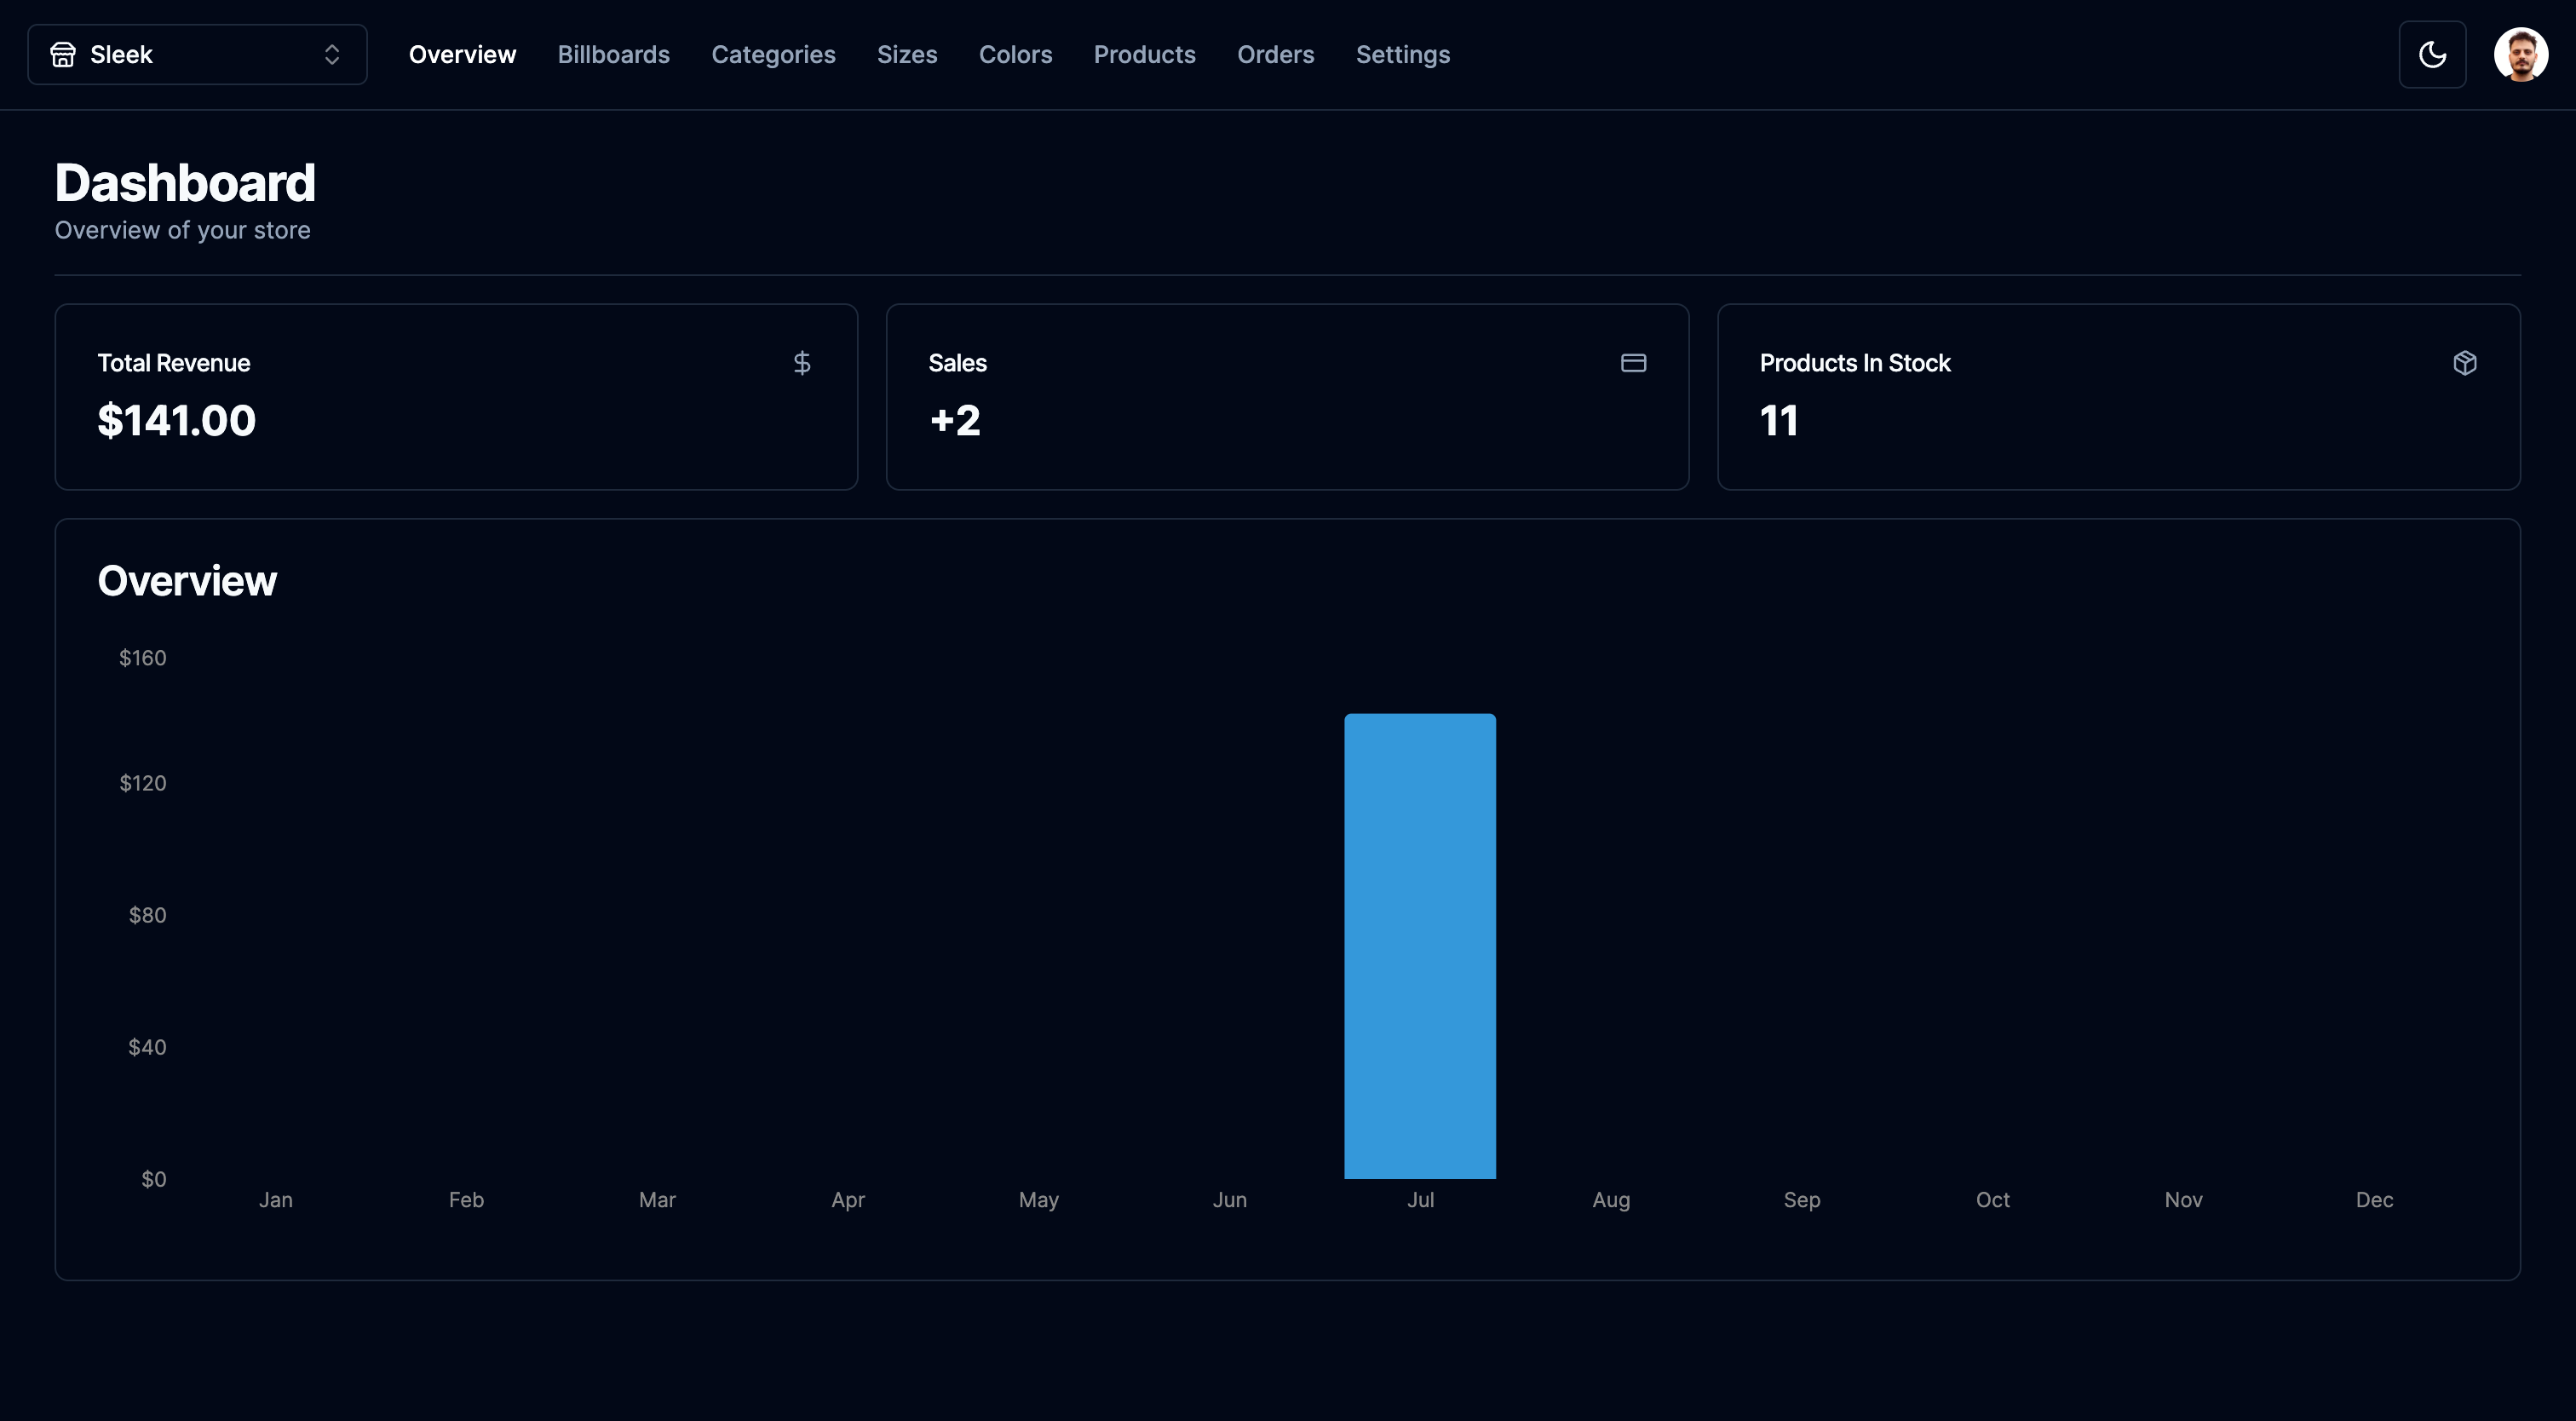 Sleek Overview Billboards Categories Sizes Colors Products Orders Settings
Dashboard
Overview of your store
Total Revenue
$141.00
Sales
+2
Products In Stock
11
Overview
$160
$120
$80
$40
$0
Jan Feb Mar Apr May Jun Jul Aug Sep Oct Nov Dec